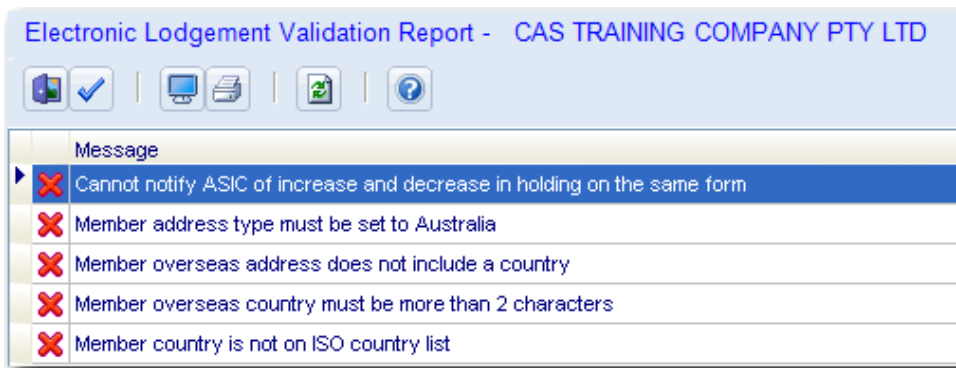 Electronic Lodgement Validation Report - CAS TRAINING COMPANY PTY LTD
Message
Cannot notify ASIC of increase and decrease in holding on the same form
Member address type must be set to Australia
Member overseas address does not include a country
Member overseas country must be more than 2 characters
Member country is not on ISO country list